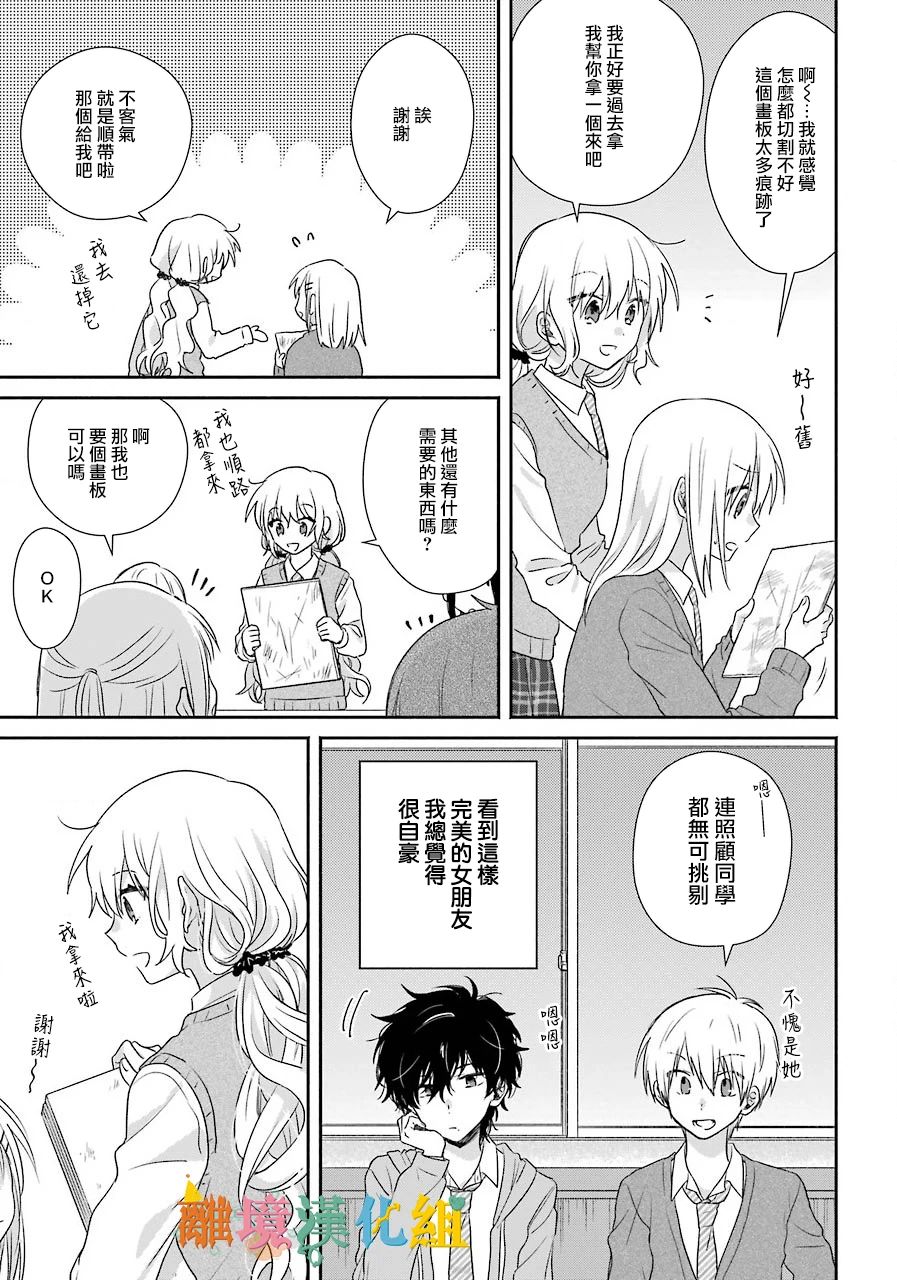 啊～…我就感覺
怎麼都切割不好
這個畫板太多痕跡了
我正好要過去拿
我幫你拿一個來吧
好～舊
誒
謝謝
不客氣
就是順帶啦
那個給我吧
我去
還掉它
其他還有什麼
需要的東西嗎？
我也順路
都拿來
啊
那我也
要個畫板
可以嗎
OK
嗯——
連照顧同學
都無可挑剔
不愧是她
看到這樣
完美的女朋友
我總覺得
很自豪
嗯嗯
我拿來啦
謝謝～
離境漢化組